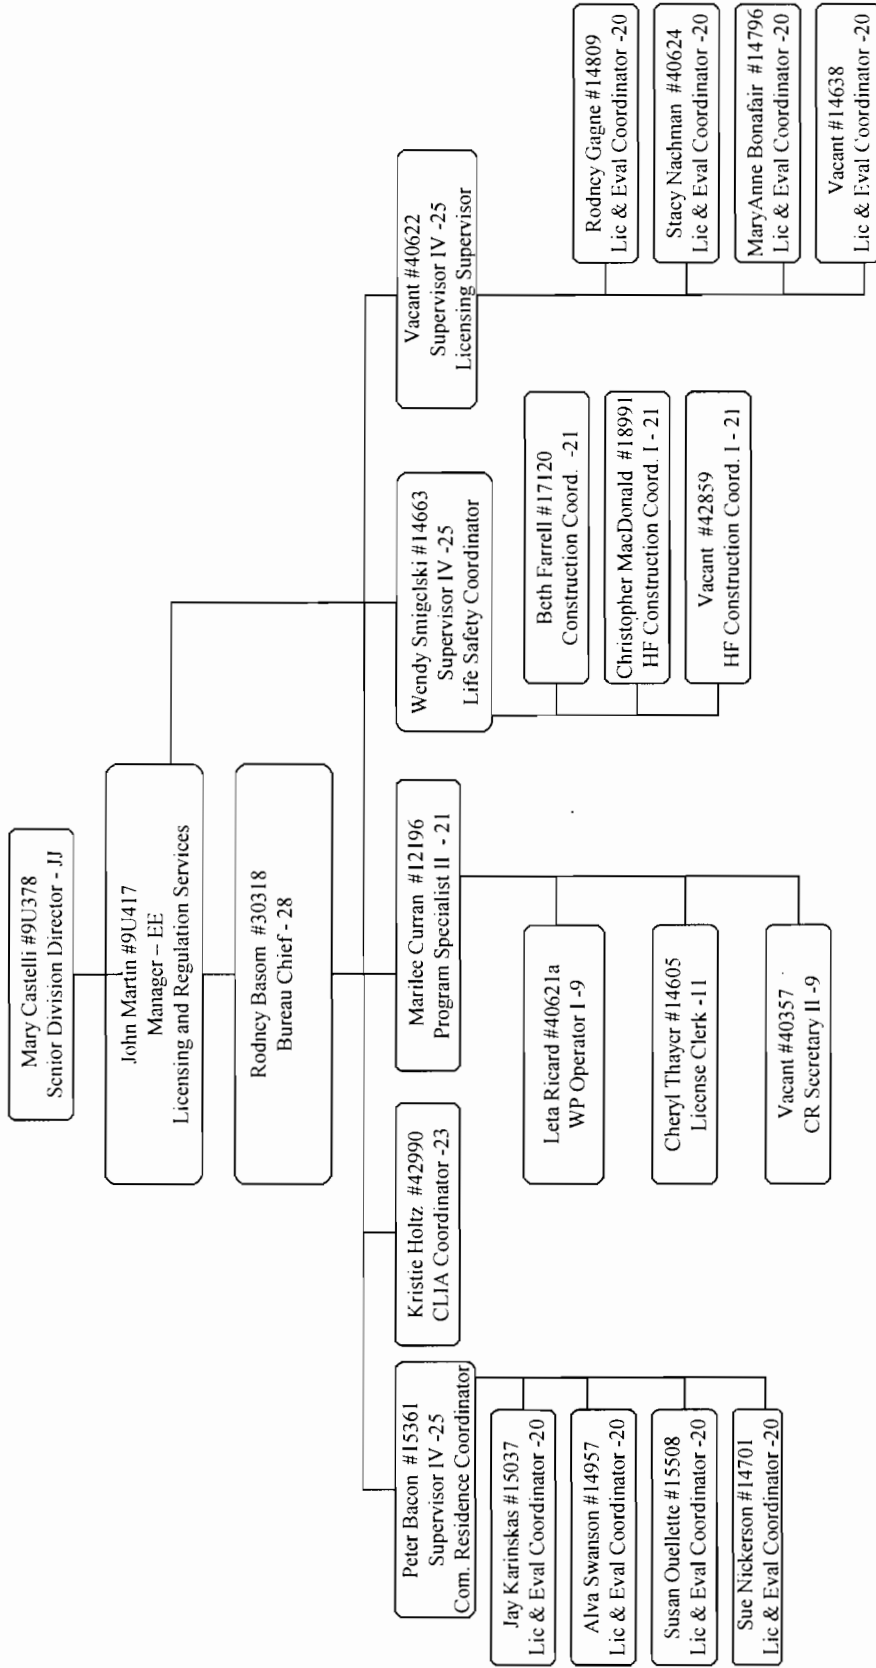 Mary Castelli #9U378
Senior Division Director - JJ
John Martin #9U417
Manager – EE
Licensing and Regulation Services
Rodney Basom #30318
Bureau Chief - 28
Peter Bacon #15361
Supervisor IV -25
Com. Residence Coordinator
Jay Karinskas #15037
Lic & Eval Coordinator -20
Alva Swanson #14957
Lic & Eval Coordinator -20
Susan Ouellette #15508
Lic & Eval Coordinator -20
Sue Nickerson #14701
Lic & Eval Coordinator -20
Kristie Holtz #42990
CLIA Coordinator -23
Marilee Curran #12196
Program Specialist II - 21
Leta Ricard #40621a
WP Operator I -9
Cheryl Thayer #14605
License Clerk -11
Vacant #40357
CR Secretary II -9
Wendy Smigelski #14663
Supervisor IV -25
Life Safety Coordinator
Beth Farrell #17120
Construction Coord. -21
Christopher MacDonald #18991
HF Construction Coord. I - 21
Vacant #42859
HF Construction Coord. I - 21
Vacant #40622
Supervisor IV -25
Licensing Supervisor
Rodney Gagne #14809
Lic & Eval Coordinator -20
Stacy Nachman #40624
Lic & Eval Coordinator -20
MaryAnne Bonafair #14796
Lic & Eval Coordinator -20
Vacant #14638
Lic & Eval Coordinator -20